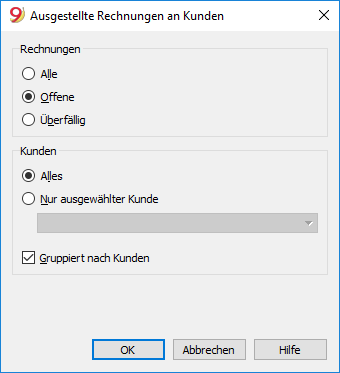 9 Ausgestellte Rechnungen an Kunden
Rechnungen
Alle
Offene
Überfällig
Kunden
Alles
Nur ausgewählter Kunde
Gruppiert nach Kunden
OK Abbrechen Hilfe